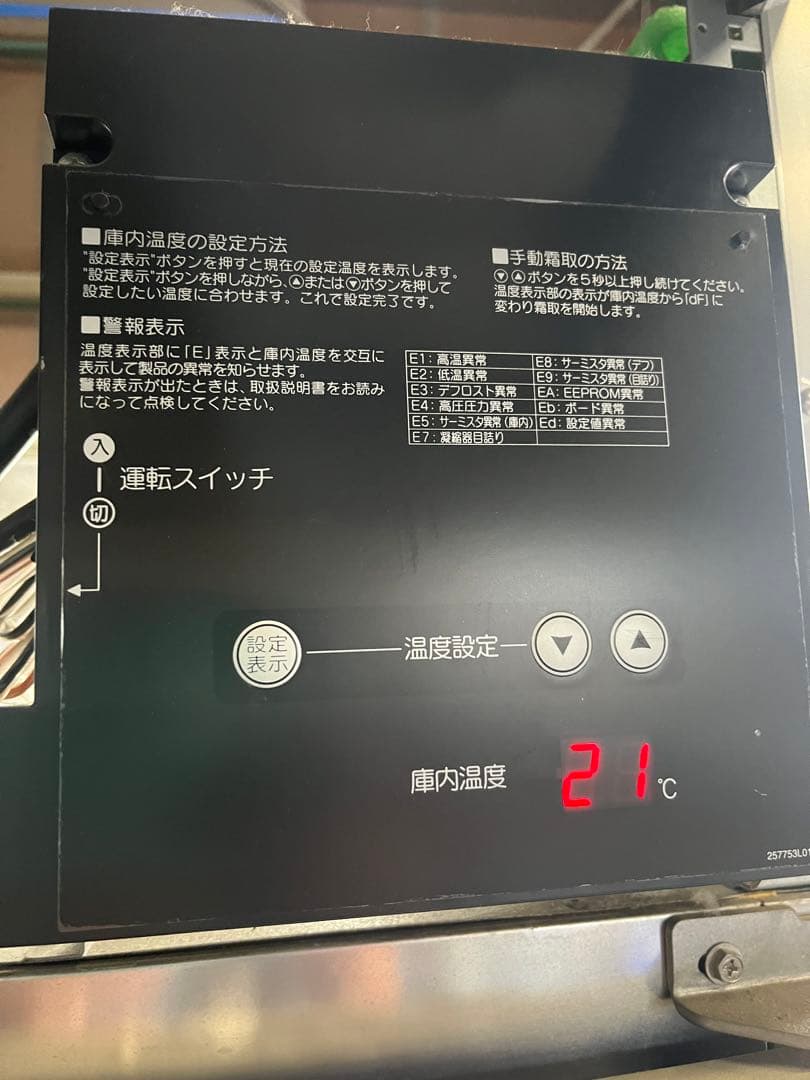 ■庫内温度の設定方法
"設定表示"ボタンを押すと現在の設定温度を表示します。
"設定表示"ボタンを押しながら、▲または▼ボタンを押して
設定したい温度に合わせます。これで設定完了です。
■警報表示
温度表示部に「E」表示と庫内温度を交互に
表示して製品の異常を知らせます。
警報表示が出たときは、取扱説明書をお読み
になって点検してください。
■手動霜取の方法
▼▲ボタンを5秒以上押し続けてください。
温度表示部の表示が庫内温度から「dF」に
変わり霜取を開始します。
E1：高温異常 E8：サーミスタ異常(デフ)
E2：低温異常 E9：サーミスタ異常(目詰り)
E3：デフロスト異常 EA：EEPROM異常
E4：高圧圧力異常 Eb：ボード異常
E5：サーミスタ異常(庫内) Ed：設定値異常
E7：凝縮器目詰り
入
運転スイッチ
切
設定
表示
温度設定
▼ ▲
庫内温度 21 ℃
257753L01